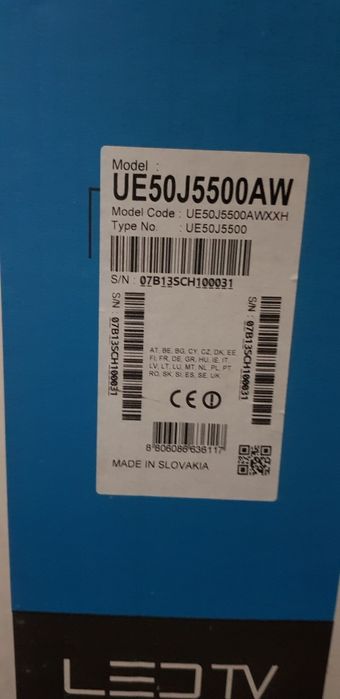 Model :
UE50J5500AW
Model Code : UE50J5500AWXXH
Type No. : UE50J5500
S/N : 07B13SCH100031
S/N : 07B13SCH100031
S/N : 07B13SCH100031
AT, BE, BG, CY, CZ, DK, EE
FI, FR, DE, GR, HU, IE, IT
LV, LT, LU, MT, NL, PL, PT
RO, SK, SI, ES, SE, UK
CE
8 806086 636117
MADE IN SLOVAKIA
LED TV